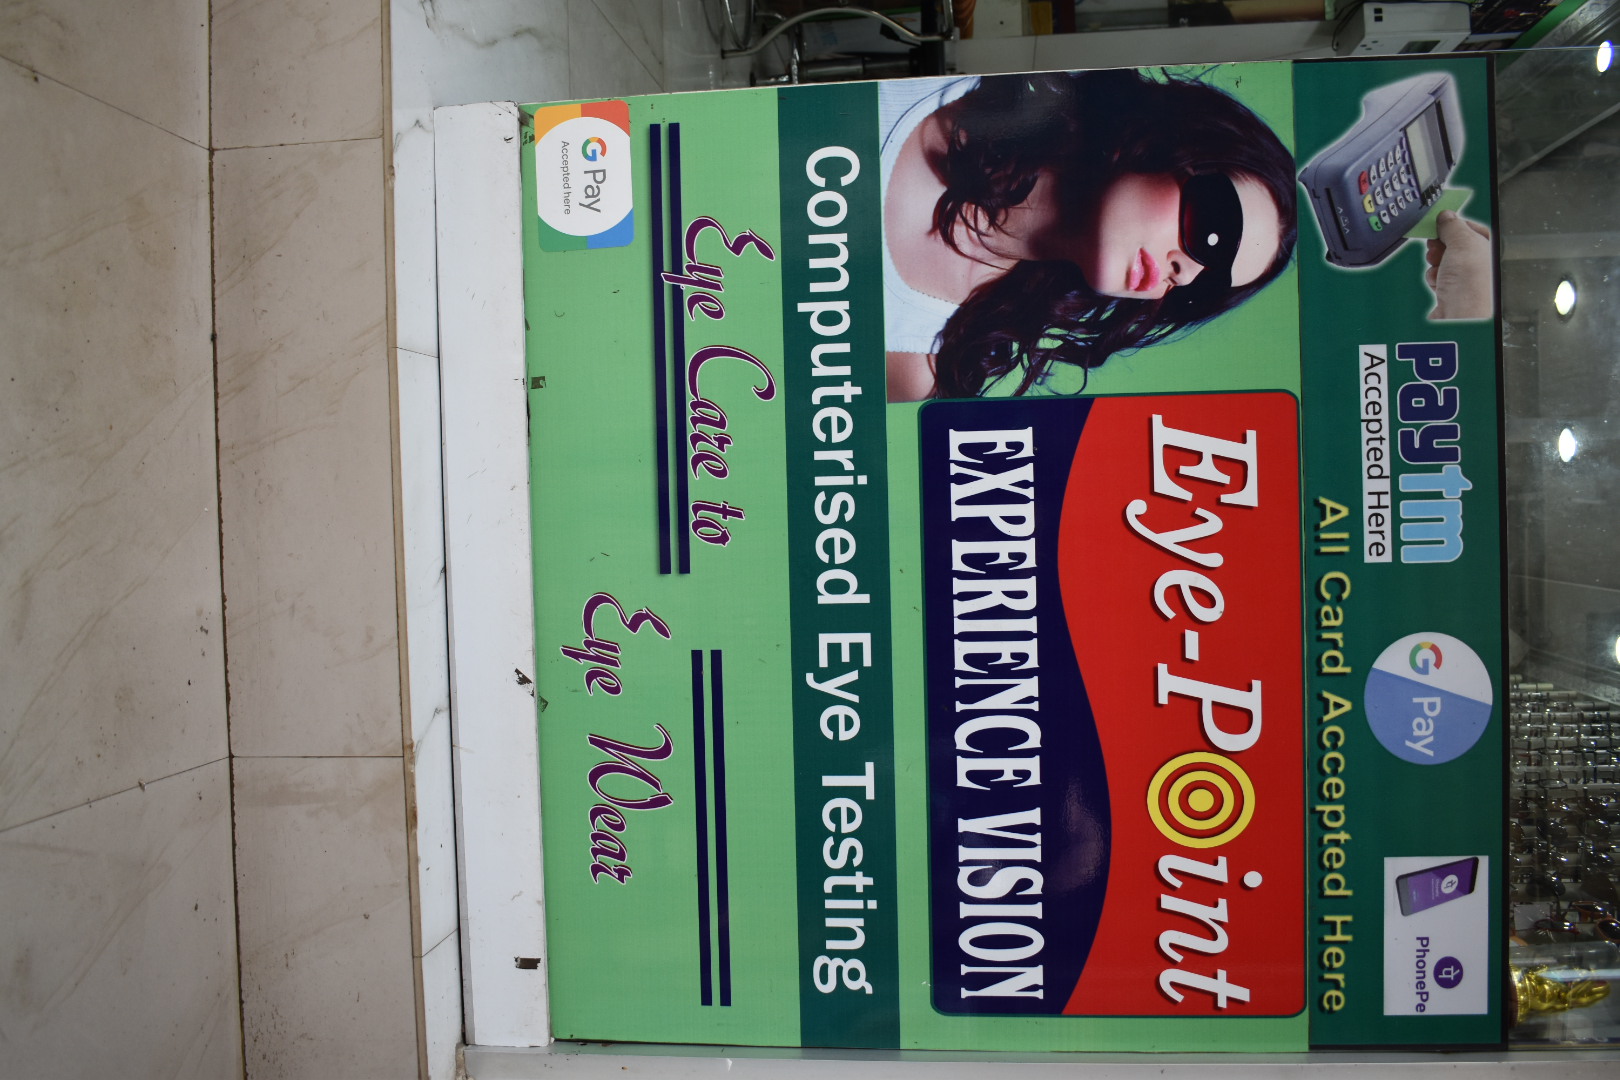 paytm
Accepted Here
G Pay
पे
PhonePe
All Card Accepted Here
Eye-Point
EXPERIENCE VISION
Computerised Eye Testing
Eye Care to
Eye Wear
G Pay
Accepted here